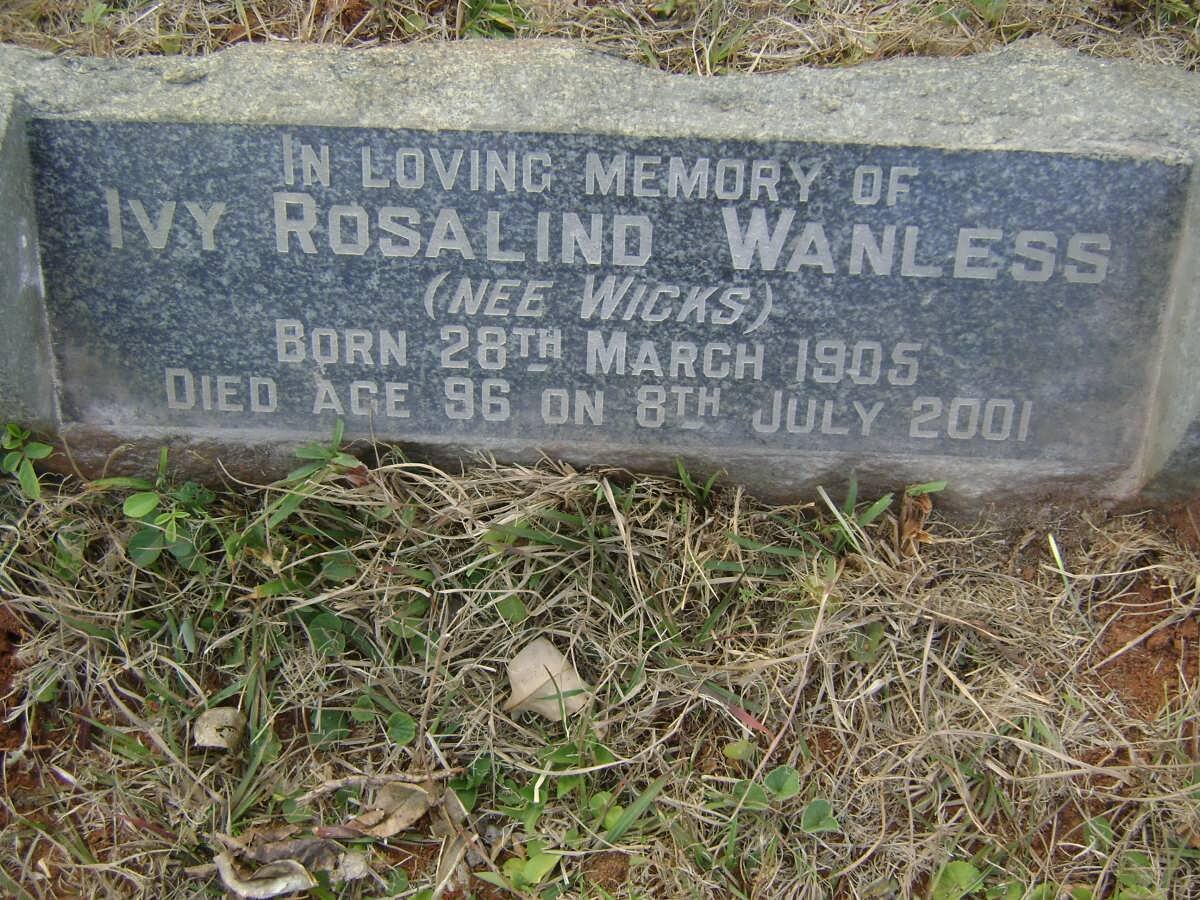 In loving memory of
Ivy Rosalind Wanless
(nee Wicks)
Born 28th March 1905
Died age 96 on 8th July 2001